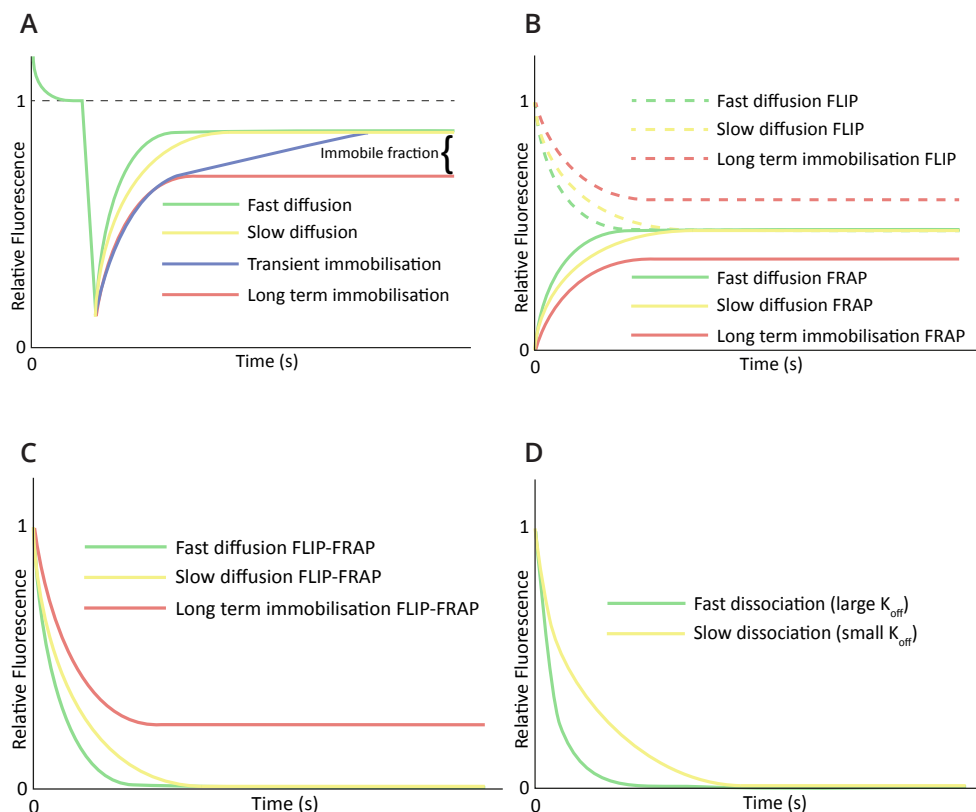 A
Relative Fluorescence
1
0
0
Time (s)
Immobile fraction
{
Fast diffusion
Slow diffusion
Transient immobilisation
Long term immobilisation
B
Relative Fluorescence
1
0
0
Time (s)
Fast diffusion FLIP
Slow diffusion FLIP
Long term immobilisation FLIP
Fast diffusion FRAP
Slow diffusion FRAP
Long term immobilisation FRAP
C
Relative Fluorescence
1
0
0
Time (s)
Fast diffusion FLIP-FRAP
Slow diffusion FLIP-FRAP
Long term immobilisation FLIP-FRAP
D
Relative Fluorescence
1
0
0
Time (s)
Fast dissociation (large Koff)
Slow dissociation (small Koff)